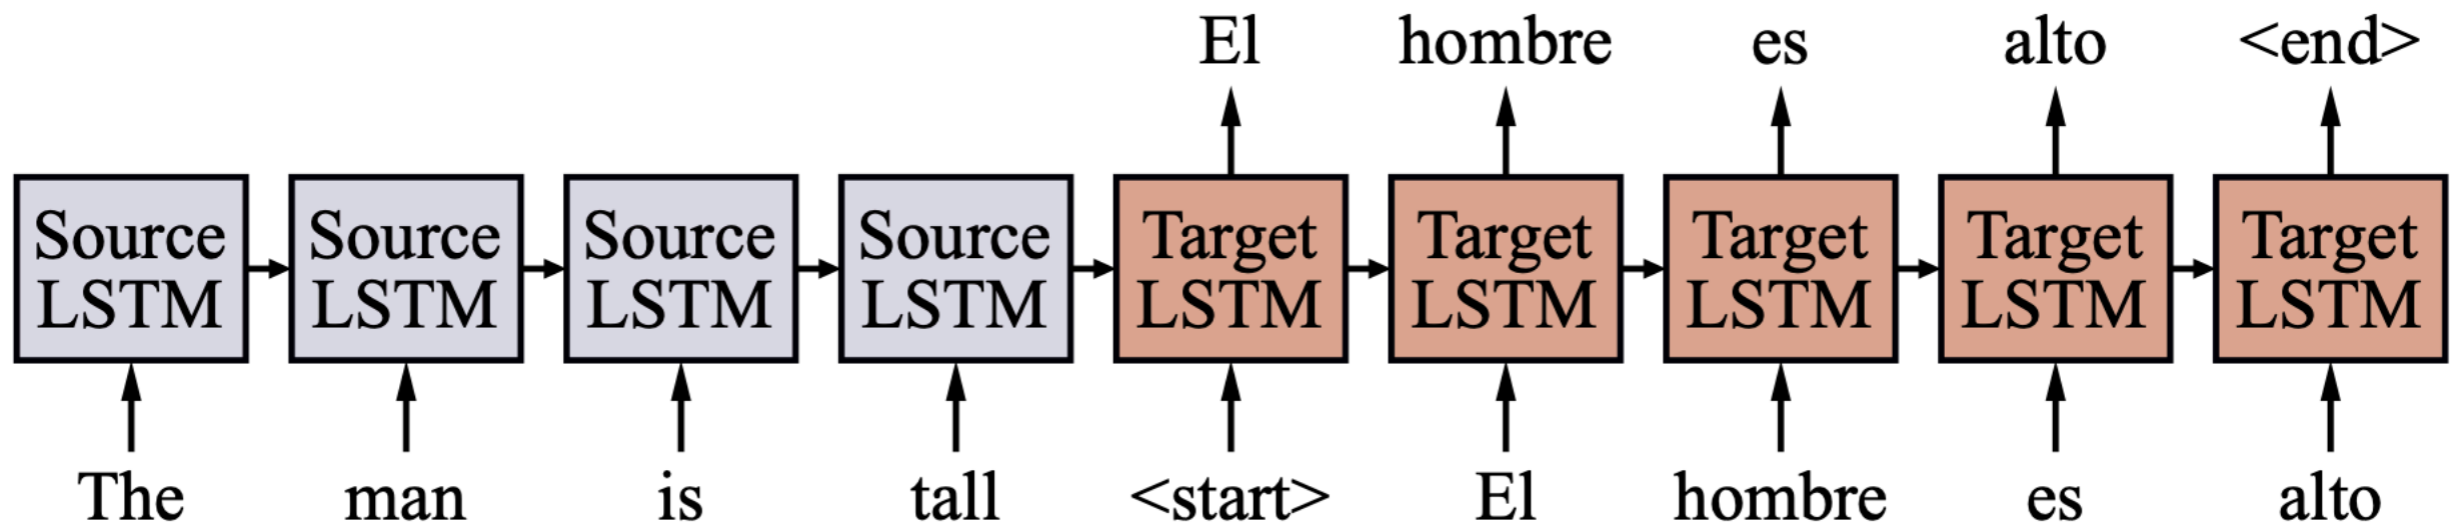 El hombre es alto <end>
Source Source Source Source Target Target Target Target Target
LSTM LSTM LSTM LSTM LSTM LSTM LSTM LSTM LSTM
The man is tall <start> El hombre es alto